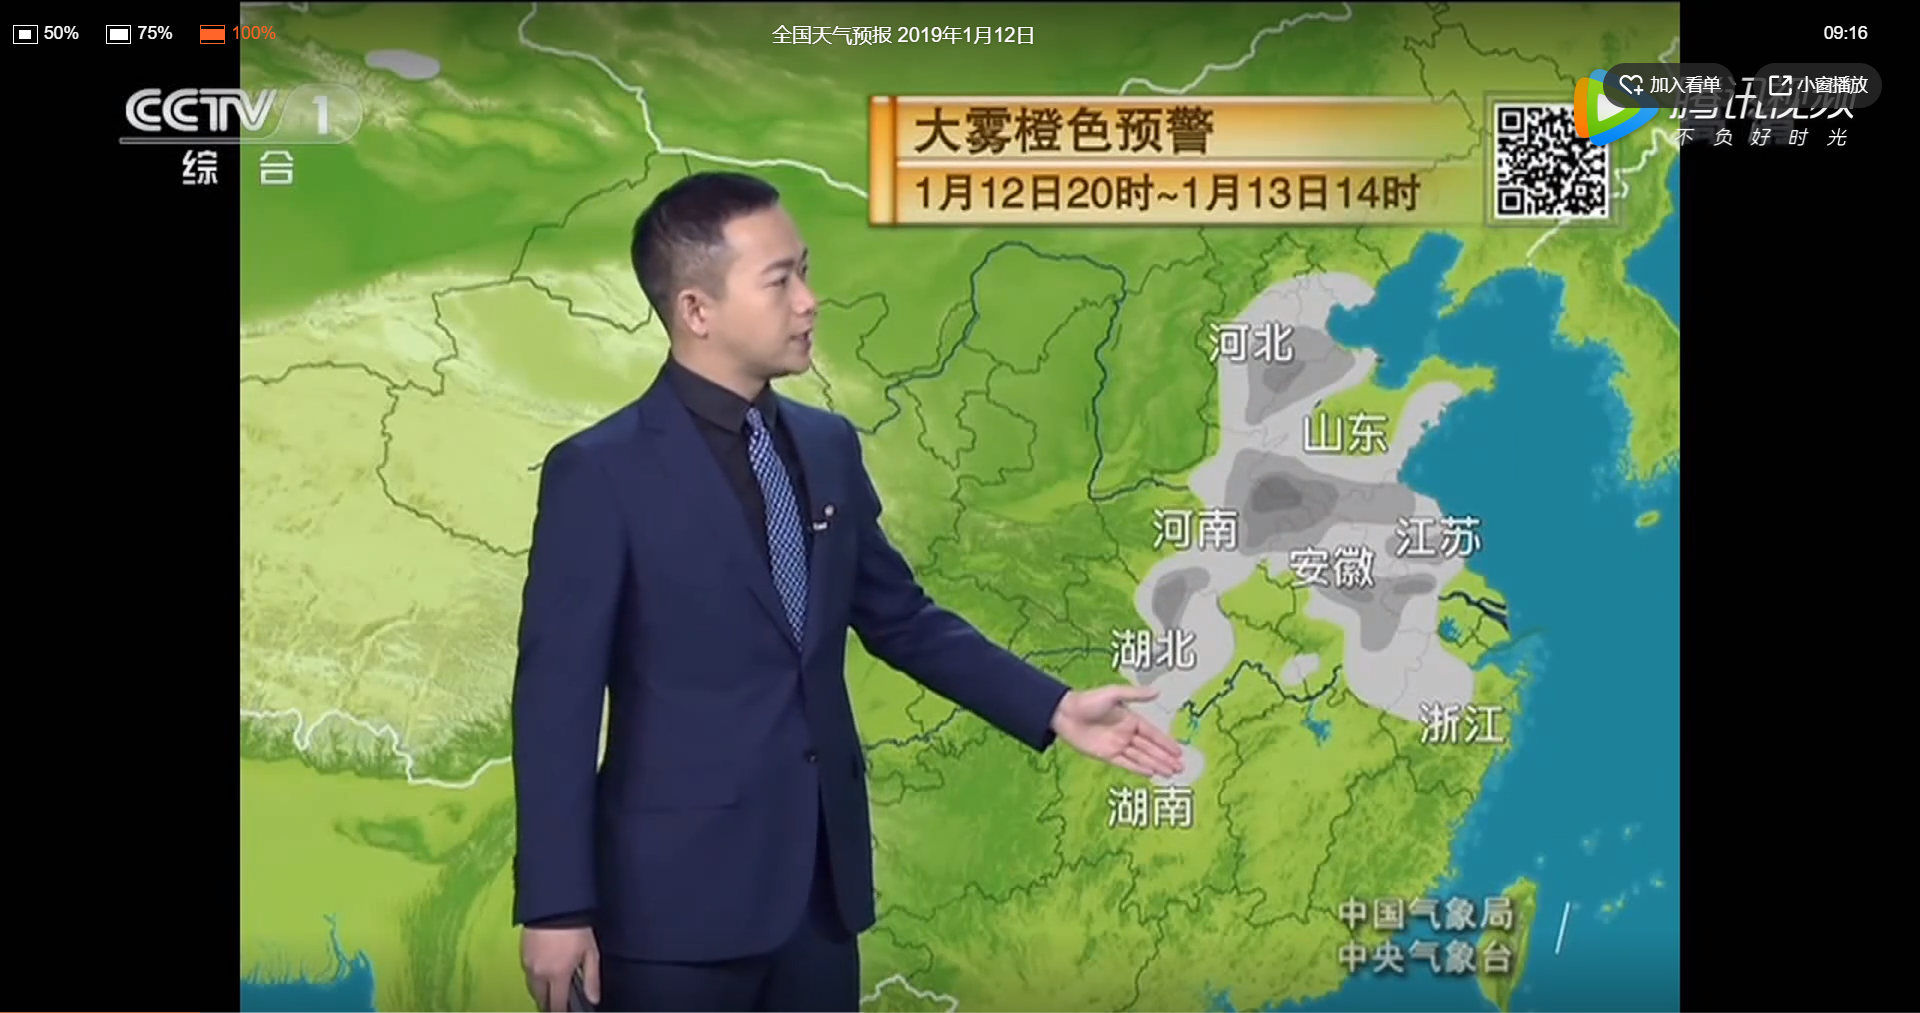 50% 75% 100%
全国天气预报 2019年1月12日
09:16
加入看单
小窗播放
CCTV 1
综 合
腾讯视频
不负好时光
大雾橙色预警
1月12日20时~1月13日14时
河北
山东
河南
江苏
安徽
湖北
浙江
湖南
中国气象局
中央气象台